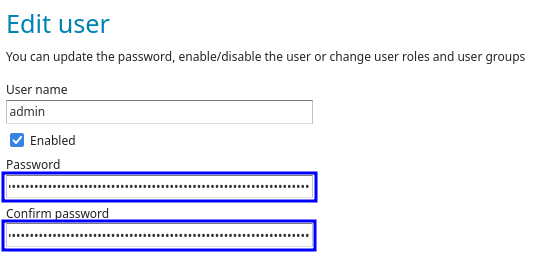 Edit user
You can update the password, enable/disable the user or change user roles and user groups
User name
admin
Enabled
Password
Confirm password